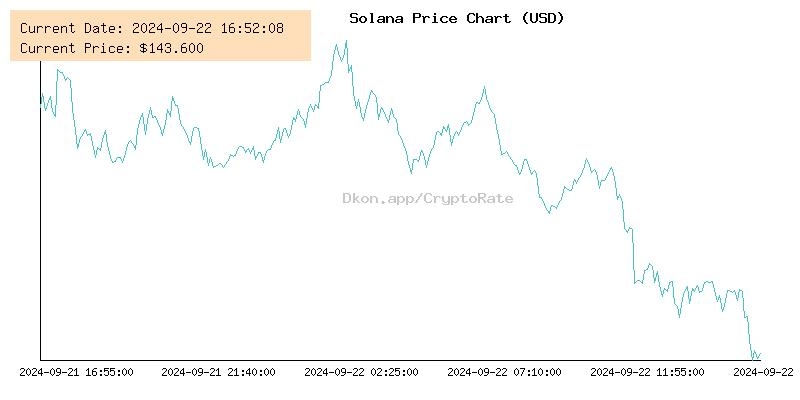 Solana Price Chart (USD)
Current Date: 2024-09-22 16:52:08
Current Price: $143.600
Dkon.app/CryptoRate
2024-09-21 16:55:00 2024-09-21 21:40:00 2024-09-22 02:25:00 2024-09-22 07:10:00 2024-09-22 11:55:00 2024-09-22